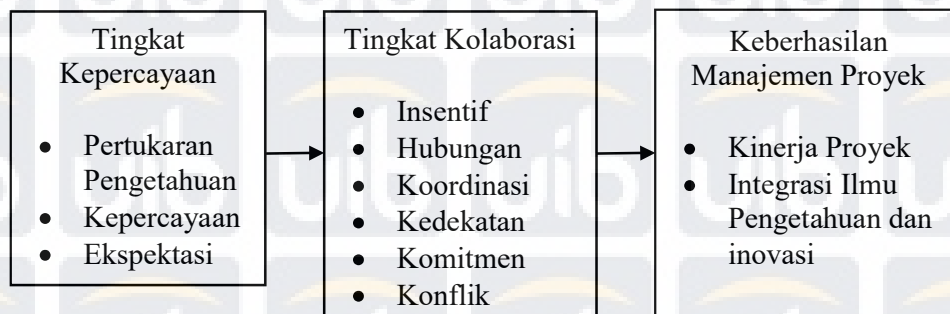 Tingkat
Kepercayaan
• Pertukaran
Pengetahuan
• Kepercayaan
• Ekspektasi
Tingkat Kolaborasi
• Insentif
• Hubungan
• Koordinasi
• Kedekatan
• Komitmen
• Konflik
Keberhasilan
Manajemen Proyek
• Kinerja Proyek
• Integrasi Ilmu
Pengetahuan dan
inovasi
uib